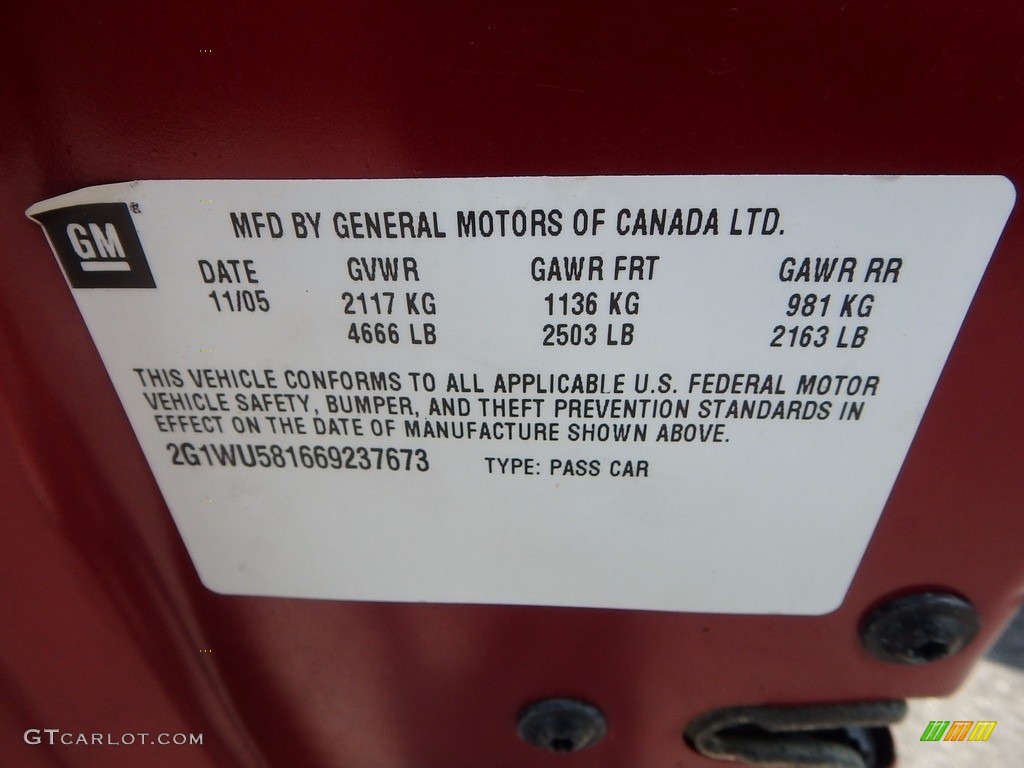 GM
MFD BY GENERAL MOTORS OF CANADA LTD.
DATE GVWR GAWR FRT GAWR RR
11/05 2117 KG 1136 KG 981 KG
4666 LB 2503 LB 2163 LB
THIS VEHICLE CONFORMS TO ALL APPLICABLE U.S. FEDERAL MOTOR
VEHICLE SAFETY, BUMPER, AND THEFT PREVENTION STANDARDS IN
EFFECT ON THE DATE OF MANUFACTURE SHOWN ABOVE.
2G1WU581669237673 TYPE: PASS CAR
GTCARLOT.COM